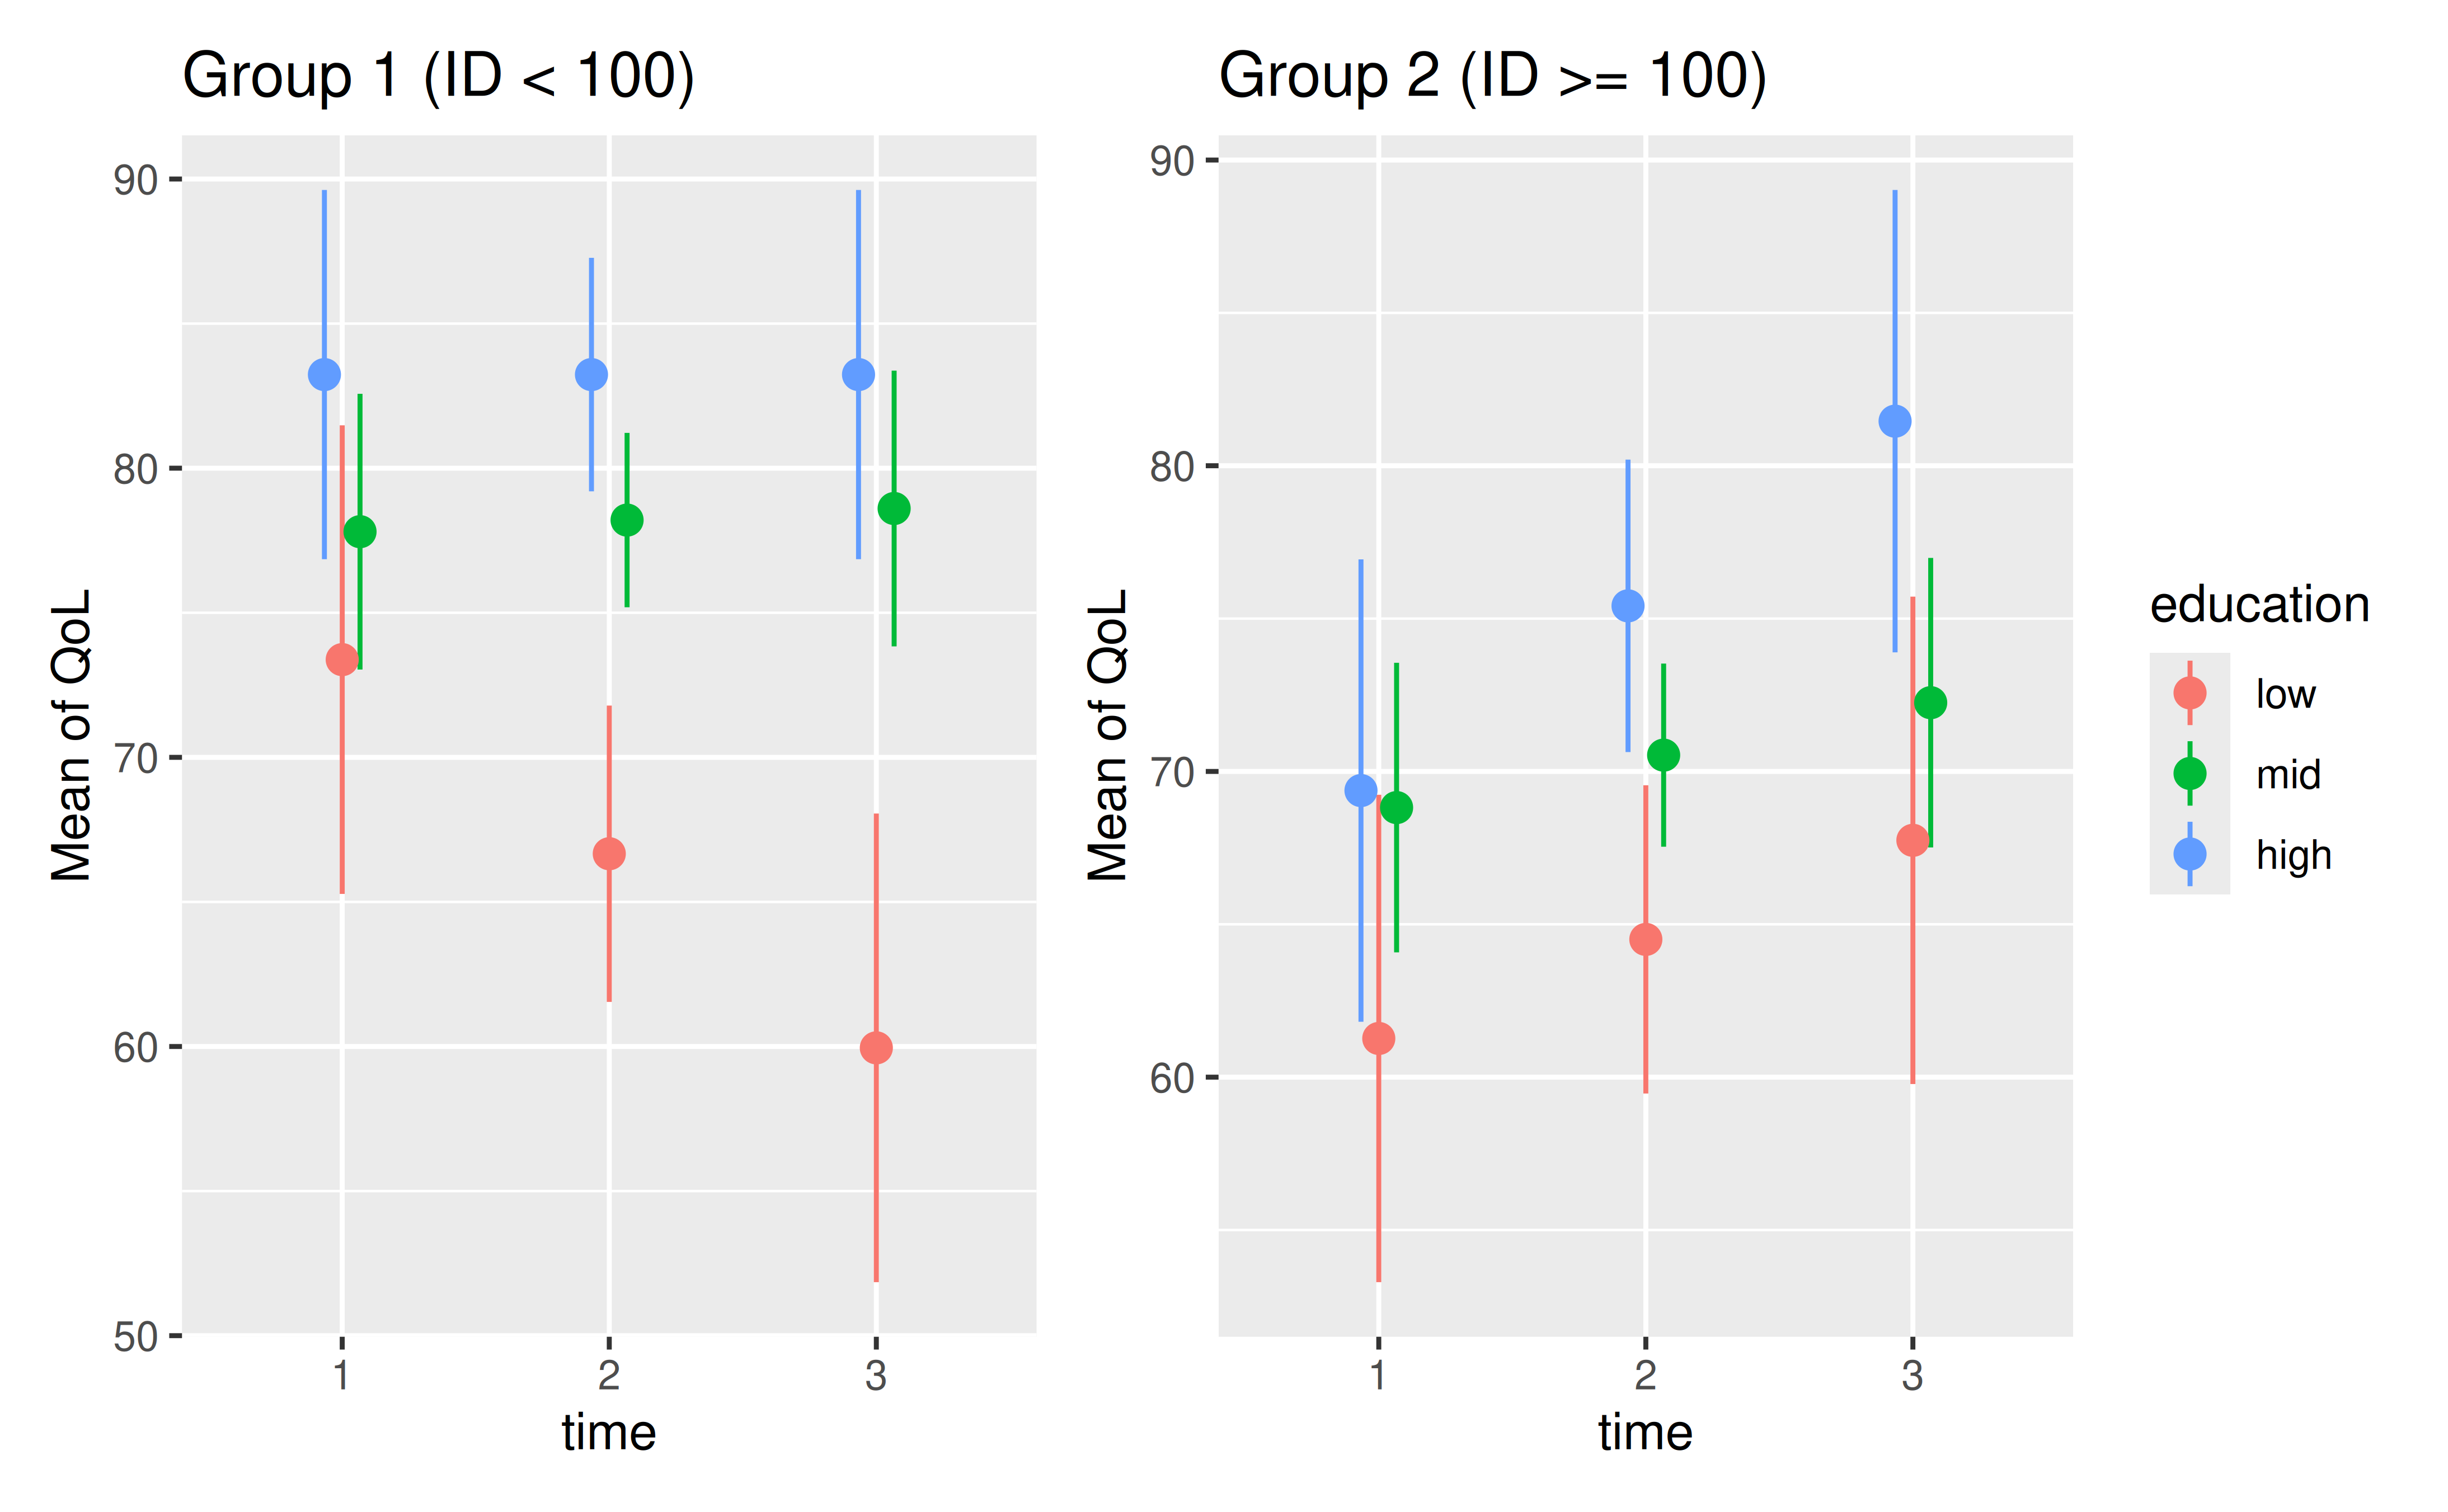 Group 1 (ID < 100)
Mean of QoL
90
80
70
60
50
1 2 3
time
Group 2 (ID >= 100)
Mean of QoL
90
80
70
60
1 2 3
time
education
low
mid
high